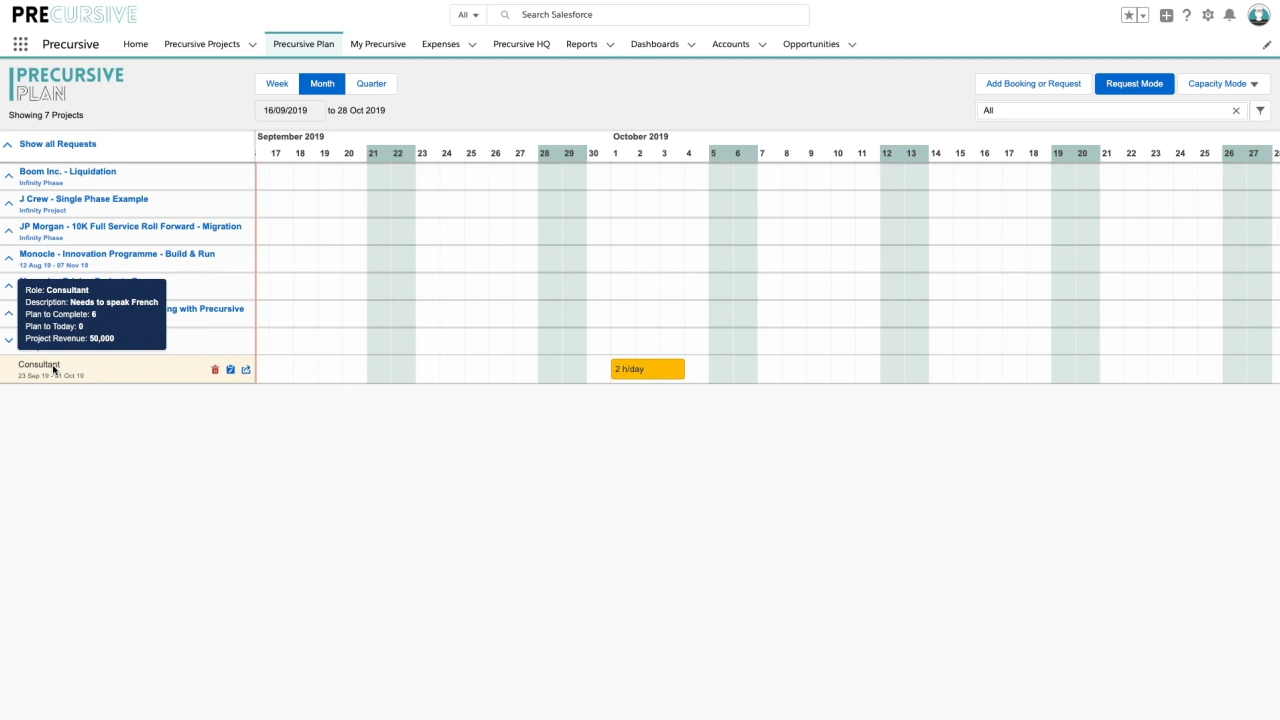 PRECURSIVE
All
Search Salesforce
Precursive
Home
Precursive Projects
Precursive Plan
My Precursive
Expenses
Precursive HQ
Reports
Dashboards
Accounts
Opportunities
PRECURSIVE
PLAN
Showing 7 Projects
Week
Month
Quarter
16/09/2019
to 28 Oct 2019
Add Booking or Request
Request Mode
Capacity Mode
All
September 2019
October 2019
17 18 19 20 21 22 23 24 25 26 27 28 29 30 1 2 3 4 5 6 7 8 9 10 11 12 13 14 15 16 17 18 19 20 21 22 23 24 25 26 27
Show all Requests
Boom Inc. - Liquidation
Infinity Phase
J Crew - Single Phase Example
Infinity Project
JP Morgan - 10K Full Service Roll Forward - Migration
Infinity Phase
Monocle - Innovation Programme - Build & Run
12 Aug 19 - 07 Nov 19
Role: Consultant
Description: Needs to speak French
Plan to Complete: 6
Plan to Today: 0
Project Revenue: 50,000
ng with Precursive
Consultant
23 Sep 19 - 31 Oct 19
2 h/day